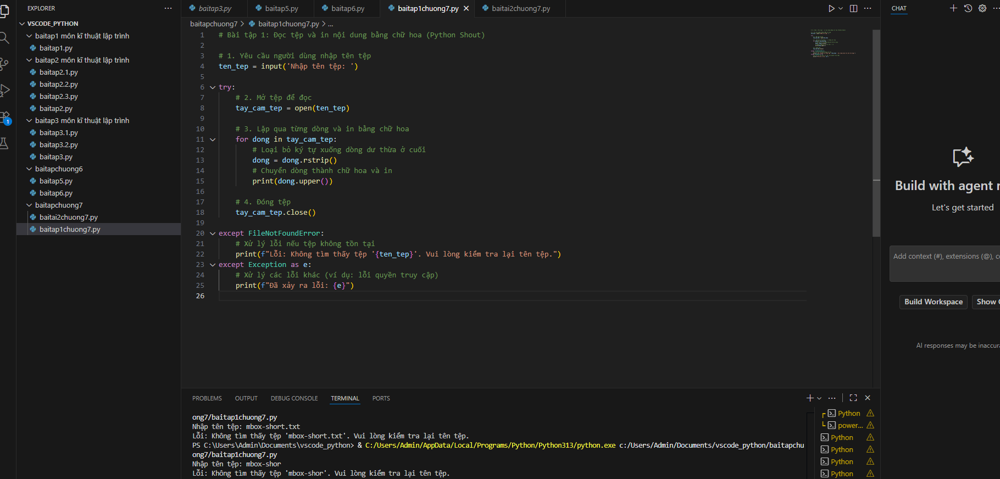 EXPLORER
VSCODE_PYTHON
baitap1 môn kĩ thuật lập trình
baitap1.py
baitap2 môn kĩ thuật lập trình
baitap2.1.py
baitap2.2.py
baitap2.3.py
baitap2.py
baitap3 môn kĩ thuật lập trình
baitap3.1.py
baitap3.2.py
baitap3.py
baitapchuong6
baitap5.py
baitap6.py
baitapchuong7
baitai2chuong7.py
baitap1chuong7.py
1
baitap3.py baitap5.py baitap6.py baitap1chuong7.py baitai2chuong7.py
baitapchuong7 > baitap1chuong7.py > ...
1 # Bài tập 1: Đọc tệp và in nội dung bằng chữ hoa (Python Shout)
2
3 # 1. Yêu cầu người dùng nhập tên tệp
4 ten_tep = input('Nhập tên tệp: ')
5
6 try:
7 # 2. Mở tệp để đọc
8 tay_cam_tep = open(ten_tep)
9
10 # 3. Lặp qua từng dòng và in bằng chữ hoa
11 for dong in tay_cam_tep:
12 # Loại bỏ ký tự xuống dòng dư thừa ở cuối
13 dong = dong.rstrip()
14 # Chuyển dòng thành chữ hoa và in
15 print(dong.upper())
16
17 # 4. Đóng tệp
18 tay_cam_tep.close()
19
20 except FileNotFoundError:
21 # Xử lý lỗi nếu tệp không tồn tại
22 print(f"Lỗi: Không tìm thấy tệp '{ten_tep}'. Vui lòng kiểm tra lại tên tệp.")
23 except Exception as e:
24 # Xử lý các lỗi khác (ví dụ: lỗi quyền truy cập)
25 print(f"Đã xảy ra lỗi: {e}")
26
PROBLEMS OUTPUT DEBUG CONSOLE TERMINAL PORTS
ong7/baitap1chuong7.py
Nhập tên tệp: mbox-short.txt
Lỗi: Không tìm thấy tệp 'mbox-short.txt'. Vui lòng kiểm tra lại tên tệp.
PS C:\Users\Admin\Documents\vscode_python> & C:/Users/Admin/AppData/Local/Programs/Python/Python313/python.exe c:/Users/Admin/Documents/vscode_python/baitapchu
ong7/baitap1chuong7.py
Nhập tên tệp: mbox-shor
Lỗi: Không tìm thấy tệp 'mbox-shor'. Vui lòng kiểm tra lại tên tệp.
Python
power...
Python
Python
Python
Python
CHAT
Build with agent
Let's get started
Add context (#), extensions (@),
Build Workspace
Show
AI responses may be